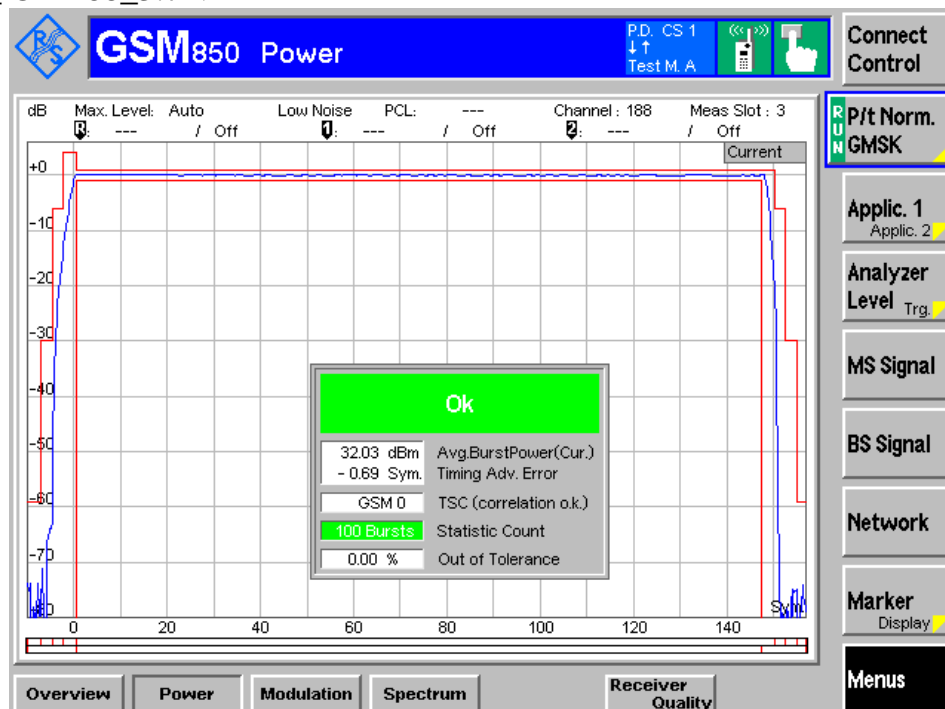 R&S
GSM850 Power
P.D. CS 1
↓↑
Test M. A
Connect
Control
dB Max. Level: Auto Low Noise PCL: --- Channel : 188 Meas Slot : 3
R: --- / Off 1: --- / Off 2: --- / Off
Current
RUN
P/t Norm.
GMSK
Applic. 1
Applic. 2
Analyzer
Level Trg.
MS Signal
BS Signal
Network
Marker
Display
Menus
+0
-10
-20
-30
-40
-50
-60
-70
Ok
32.03 dBm Avg.BurstPower(Cur.)
- 0.69 Sym. Timing Adv. Error
GSM 0 TSC (correlation o.k.)
100 Bursts Statistic Count
0.00 % Out of Tolerance
Sym
0 20 40 60 80 100 120 140
Overview Power Modulation Spectrum Receiver
Quality